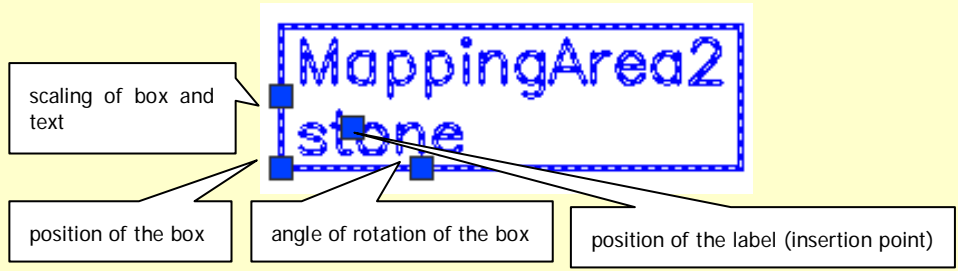 MappingArea2
stone
scaling of box and
text
position of the box
angle of rotation of the box
position of the label (insertion point)